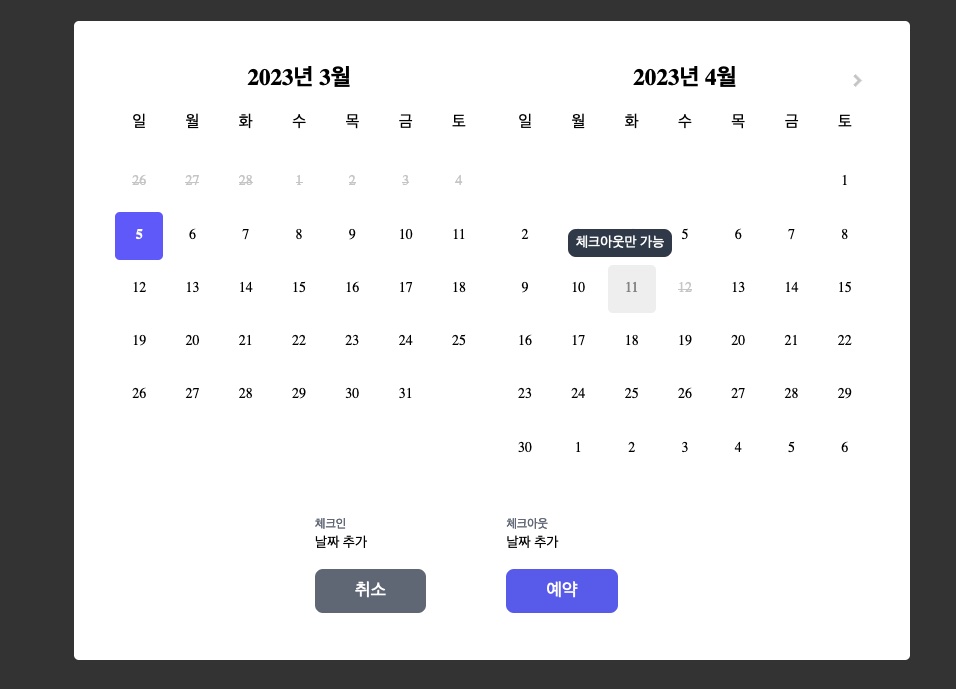 2023년 3월
일 월 화 수 목 금 토
26 27 28 1 2 3 4
5 6 7 8 9 10 11
12 13 14 15 16 17 18
19 20 21 22 23 24 25
26 27 28 29 30 31
2023년 4월
일 월 화 수 목 금 토
1
2 체크아웃만 가능 5 6 7 8
9 10 11 12 13 14 15
16 17 18 19 20 21 22
23 24 25 26 27 28 29
30 1 2 3 4 5 6
체크인
날짜 추가
체크아웃
날짜 추가
취소
예약